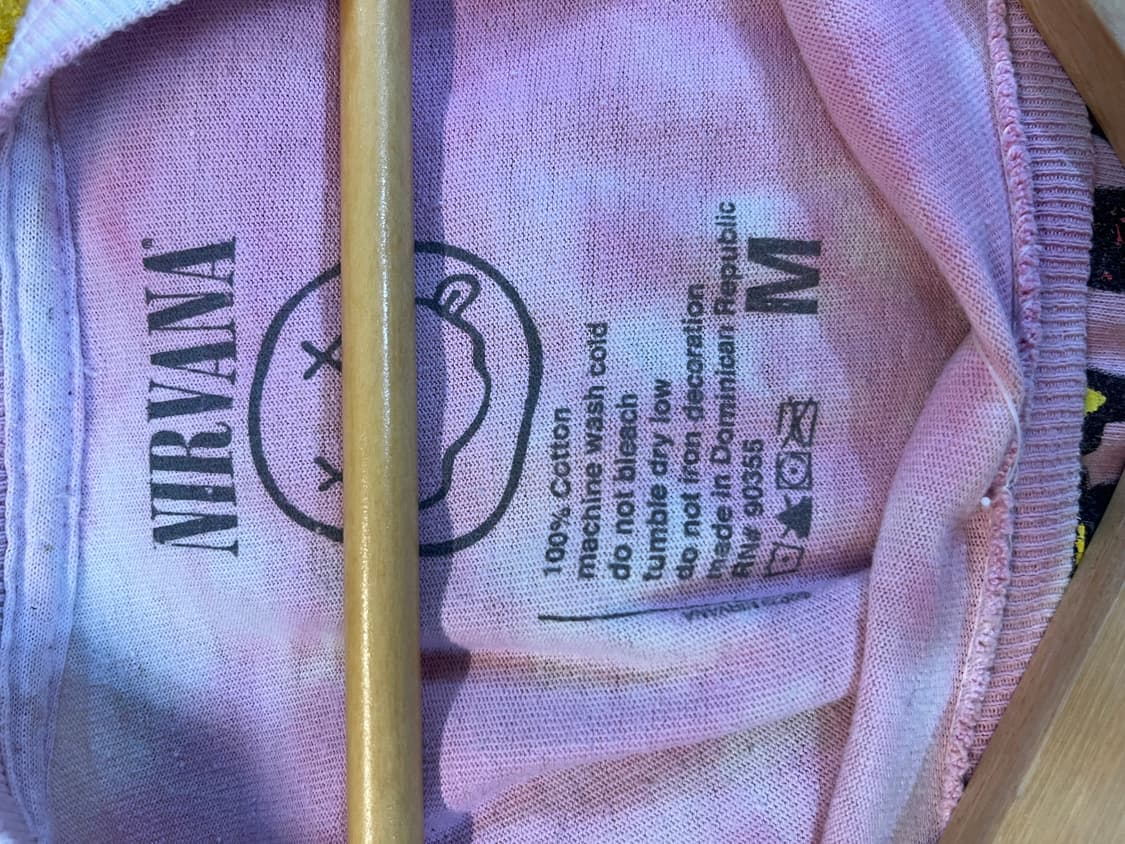 NIRVANA®
100% Cotton
machine wash cold
do not bleach
tumble dry low
do not iron decoration
made in Dominican Republic
RN# 90355
M
NIRVANA